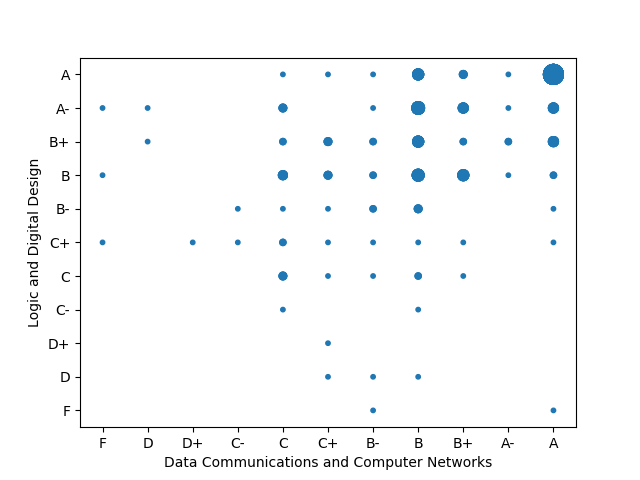 Logic and Digital Design
A
A-
B+
B
B-
C+
C
C-
D+
D
F
F D D+ C- C C+ B- B B+ A- A
Data Communications and Computer Networks